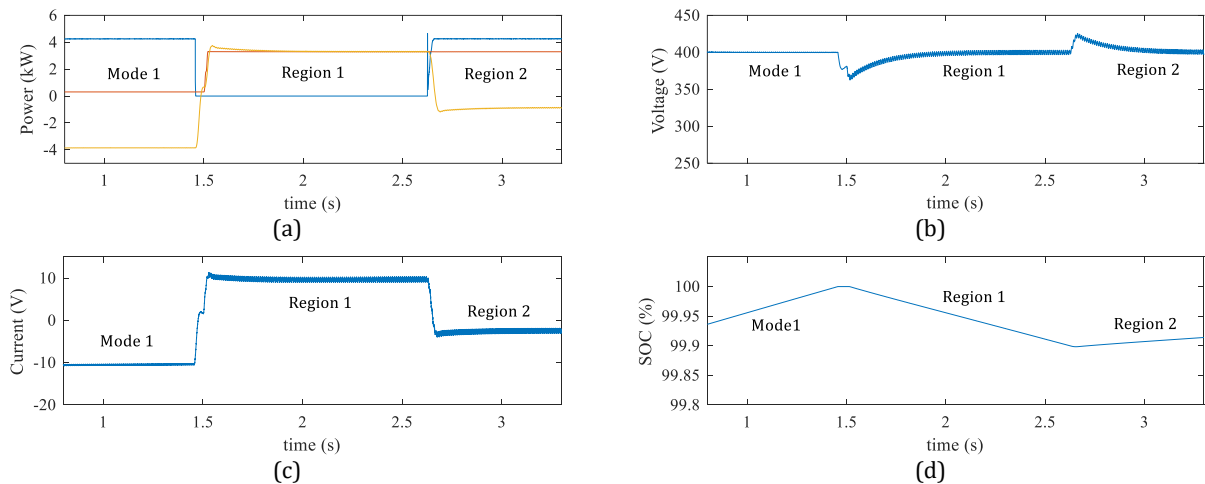 6
4
2
0
-2
-4
Power (kW)
Mode 1
Region 1
Region 2
1
1.5
2
2.5
3
time (s)
(a)
450
400
350
300
250
Voltage (V)
Mode 1
Region 1
Region 2
1
1.5
2
2.5
3
time (s)
(b)
10
0
-10
-20
Current (V)
Mode 1
Region 1
Region 2
1
1.5
2
2.5
3
time (s)
(c)
100
99.95
99.9
99.85
99.8
SOC (%)
Mode1
Region 1
Region 2
1
1.5
2
2.5
3
time (s)
(d)